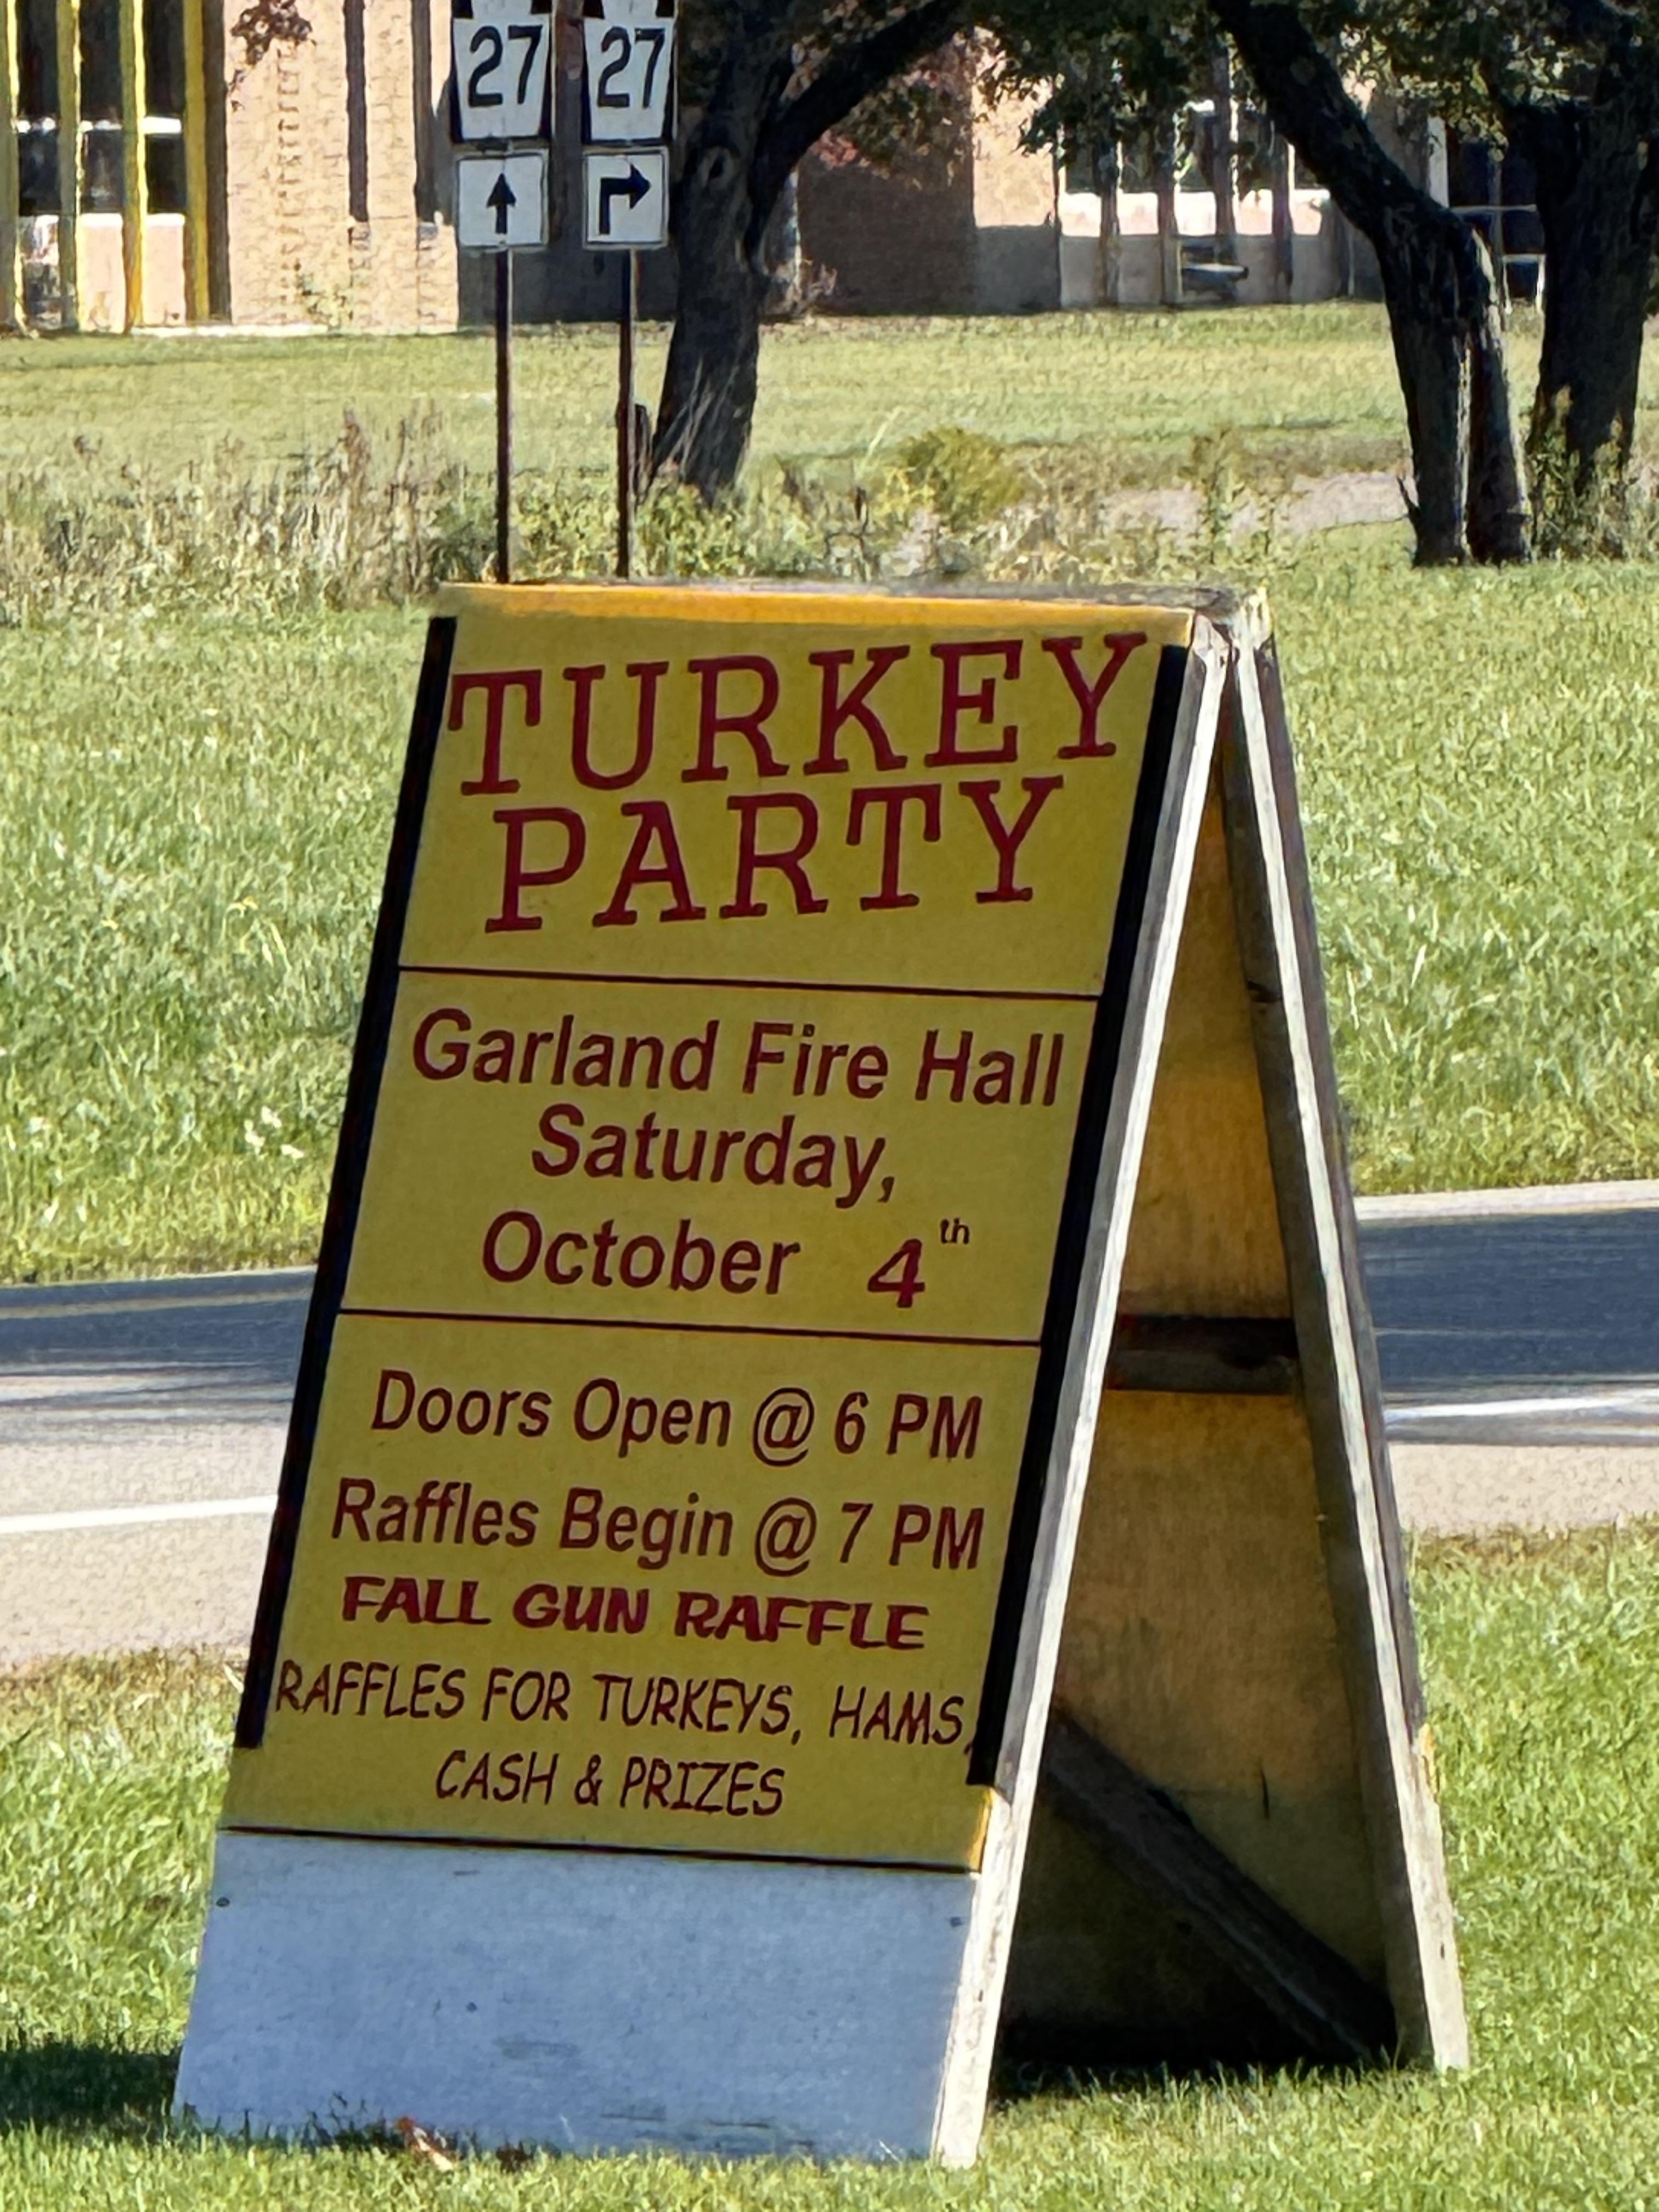 27 27
TURKEY
PARTY
Garland Fire Hall
Saturday,
October 4th
Doors Open @ 6 PM
Raffles Begin @ 7 PM
FALL GUN RAFFLE
RAFFLES FOR TURKEYS, HAMS,
CASH & PRIZES